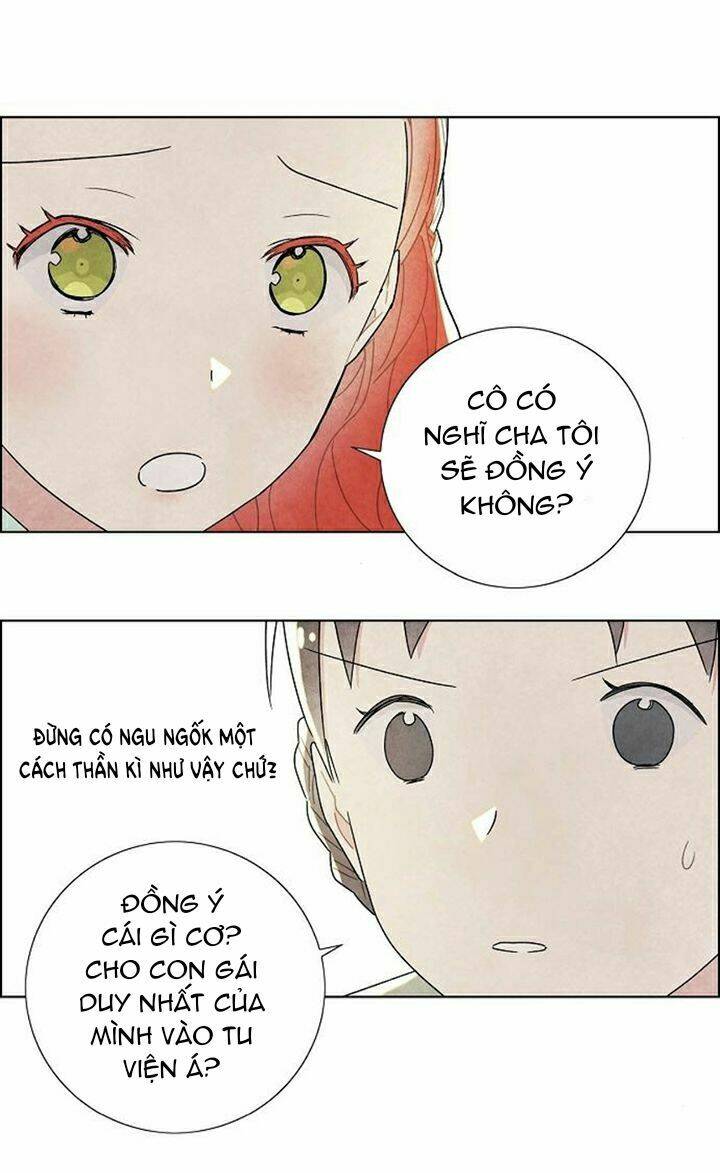 CÔ CÓ
NGHĨ CHA TÔI
SẼ ĐỒNG Ý
KHÔNG?
ĐỪNG CÓ NGU NGỐK MỘT
CÁCH THẦN KÌ NHƯ VẬY CHỨ?
ĐỒNG Ý
CÁI GÌ CƠ?
CHO CON GÁI
DUY NHẤT CỦA
MÌNH VÀO TU
VIỆN Á?